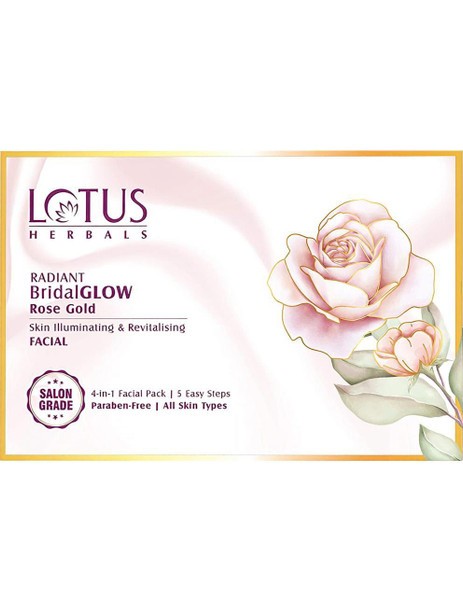 LOTUS
HERBALS
RADIANT
BridalGLOW
Rose Gold
Skin Illuminating & Revitalising
FACIAL
SALON
GRADE
4-in-1 Facial Pack | 5 Easy Steps
Paraben-Free | All Skin Types